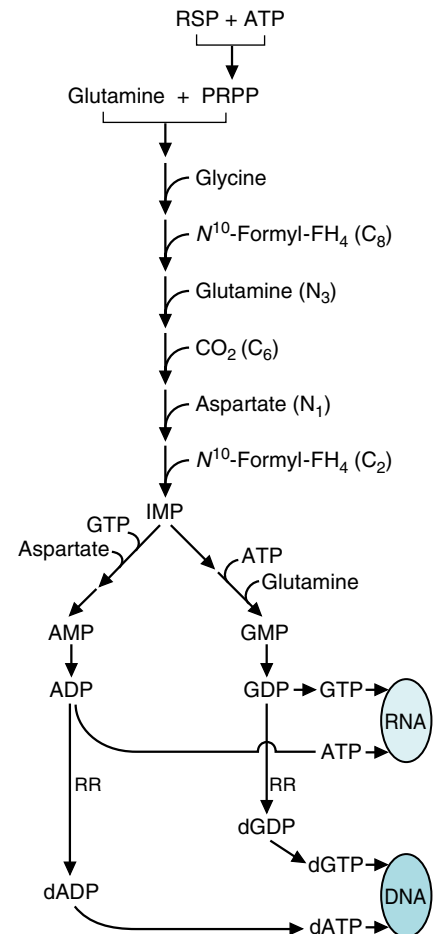 RSP + ATP
Glutamine + PRPP
Glycine
N¹⁰-Formyl-FH₄ (C₈)
Glutamine (N₃)
CO₂ (C₆)
Aspartate (N₁)
N¹⁰-Formyl-FH₄ (C₂)
IMP
GTP
Aspartate
ATP
Glutamine
AMP
GMP
ADP
GDP
GTP
RNA
ATP
RR
RR
dGDP
dGTP
dADP
DNA
dATP